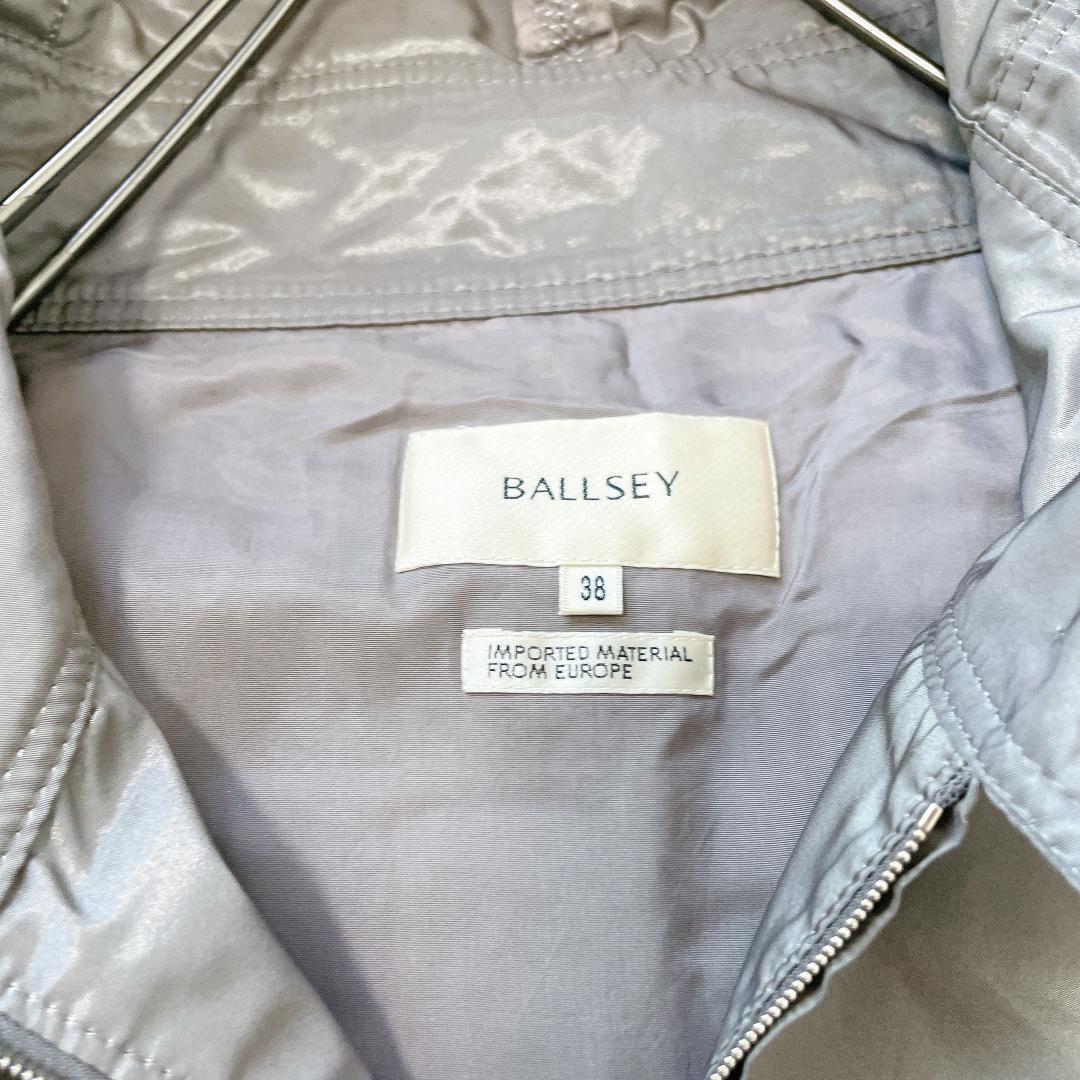 BALLSEY
38
IMPORTED MATERIAL
FROM EUROPE